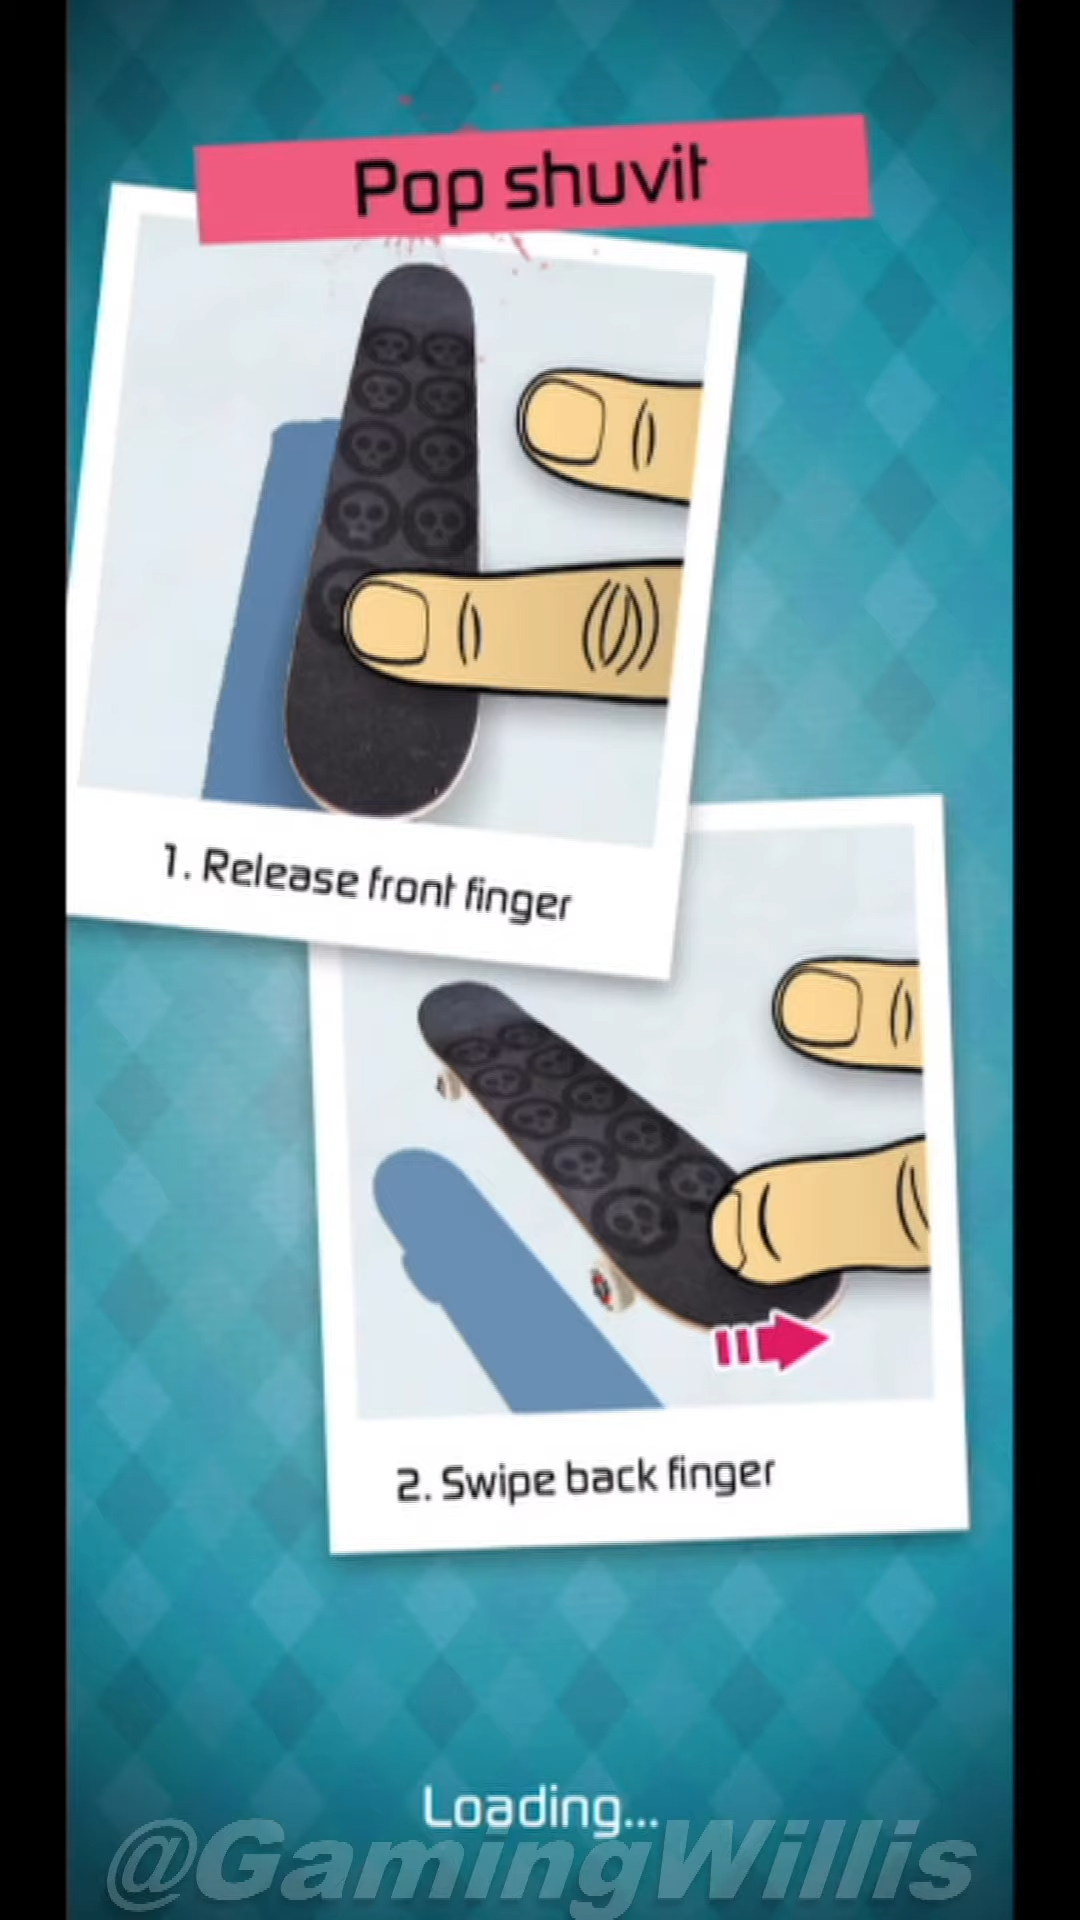 Pop shuvit
1. Release front finger
2. Swipe back finger
Loading...
@GamingWillis